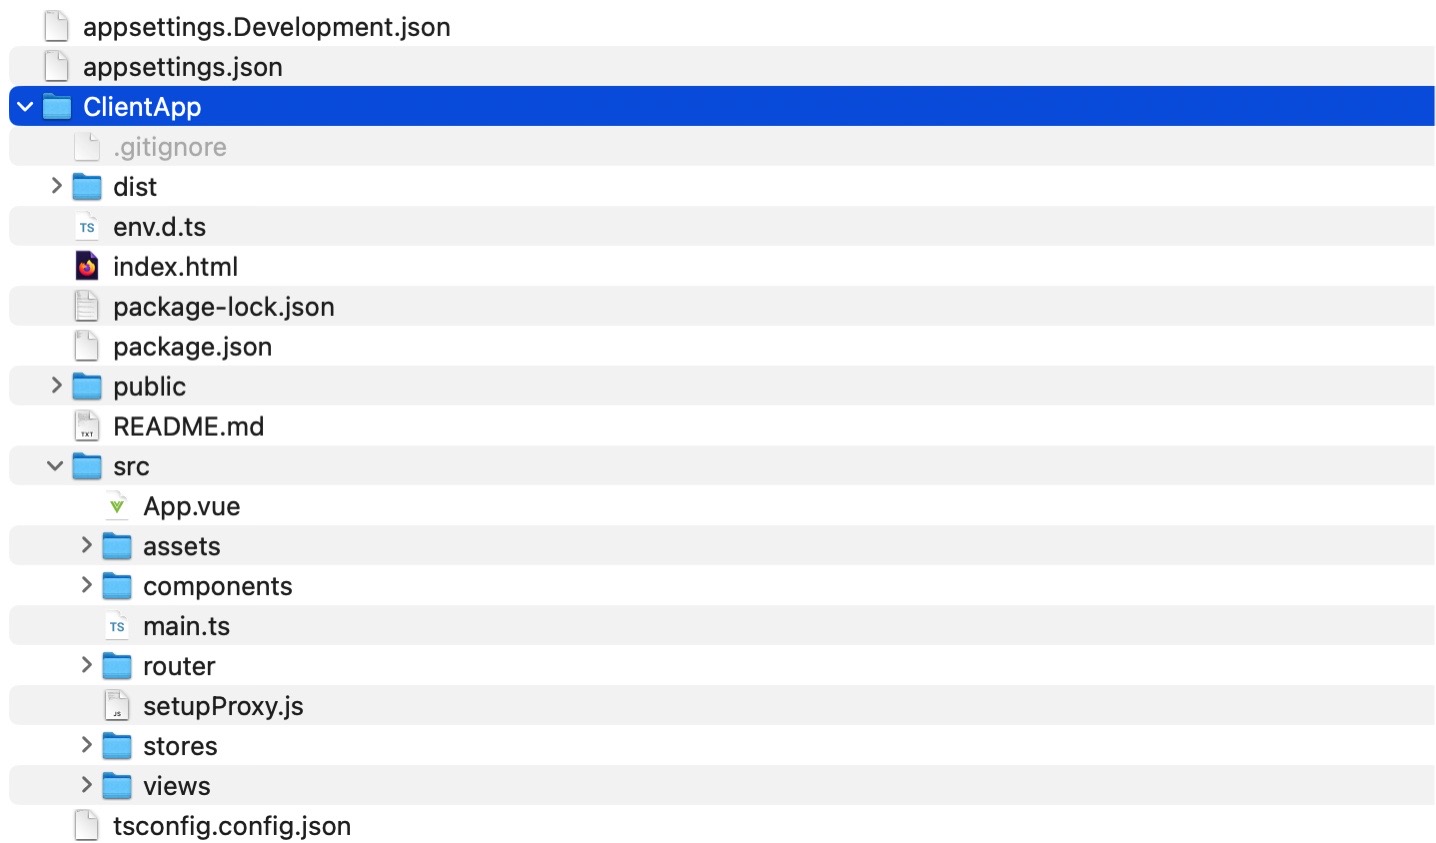 appsettings.Development.json
appsettings.json
ClientApp
.gitignore
dist
TS env.d.ts
index.html
package-lock.json
package.json
public
TXT README.md
src
App.vue
assets
components
TS main.ts
router
JS setupProxy.js
stores
views
tsconfig.config.json